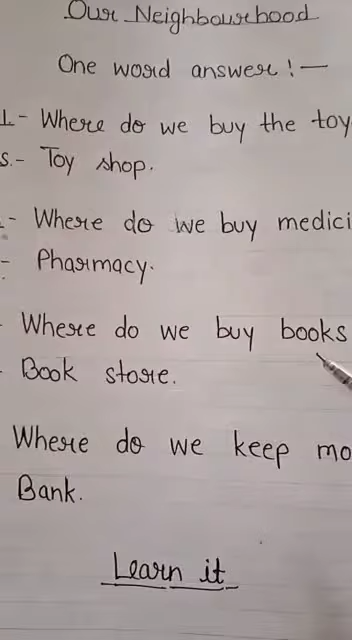 Our Neighbourhood
One word answer! —
1- Where do we buy the toy
s.- Toy shop.
- Where do we buy medici
- Pharmacy.
Where do we buy books
- Book store.
Where do we keep mo
Bank.
Learn it